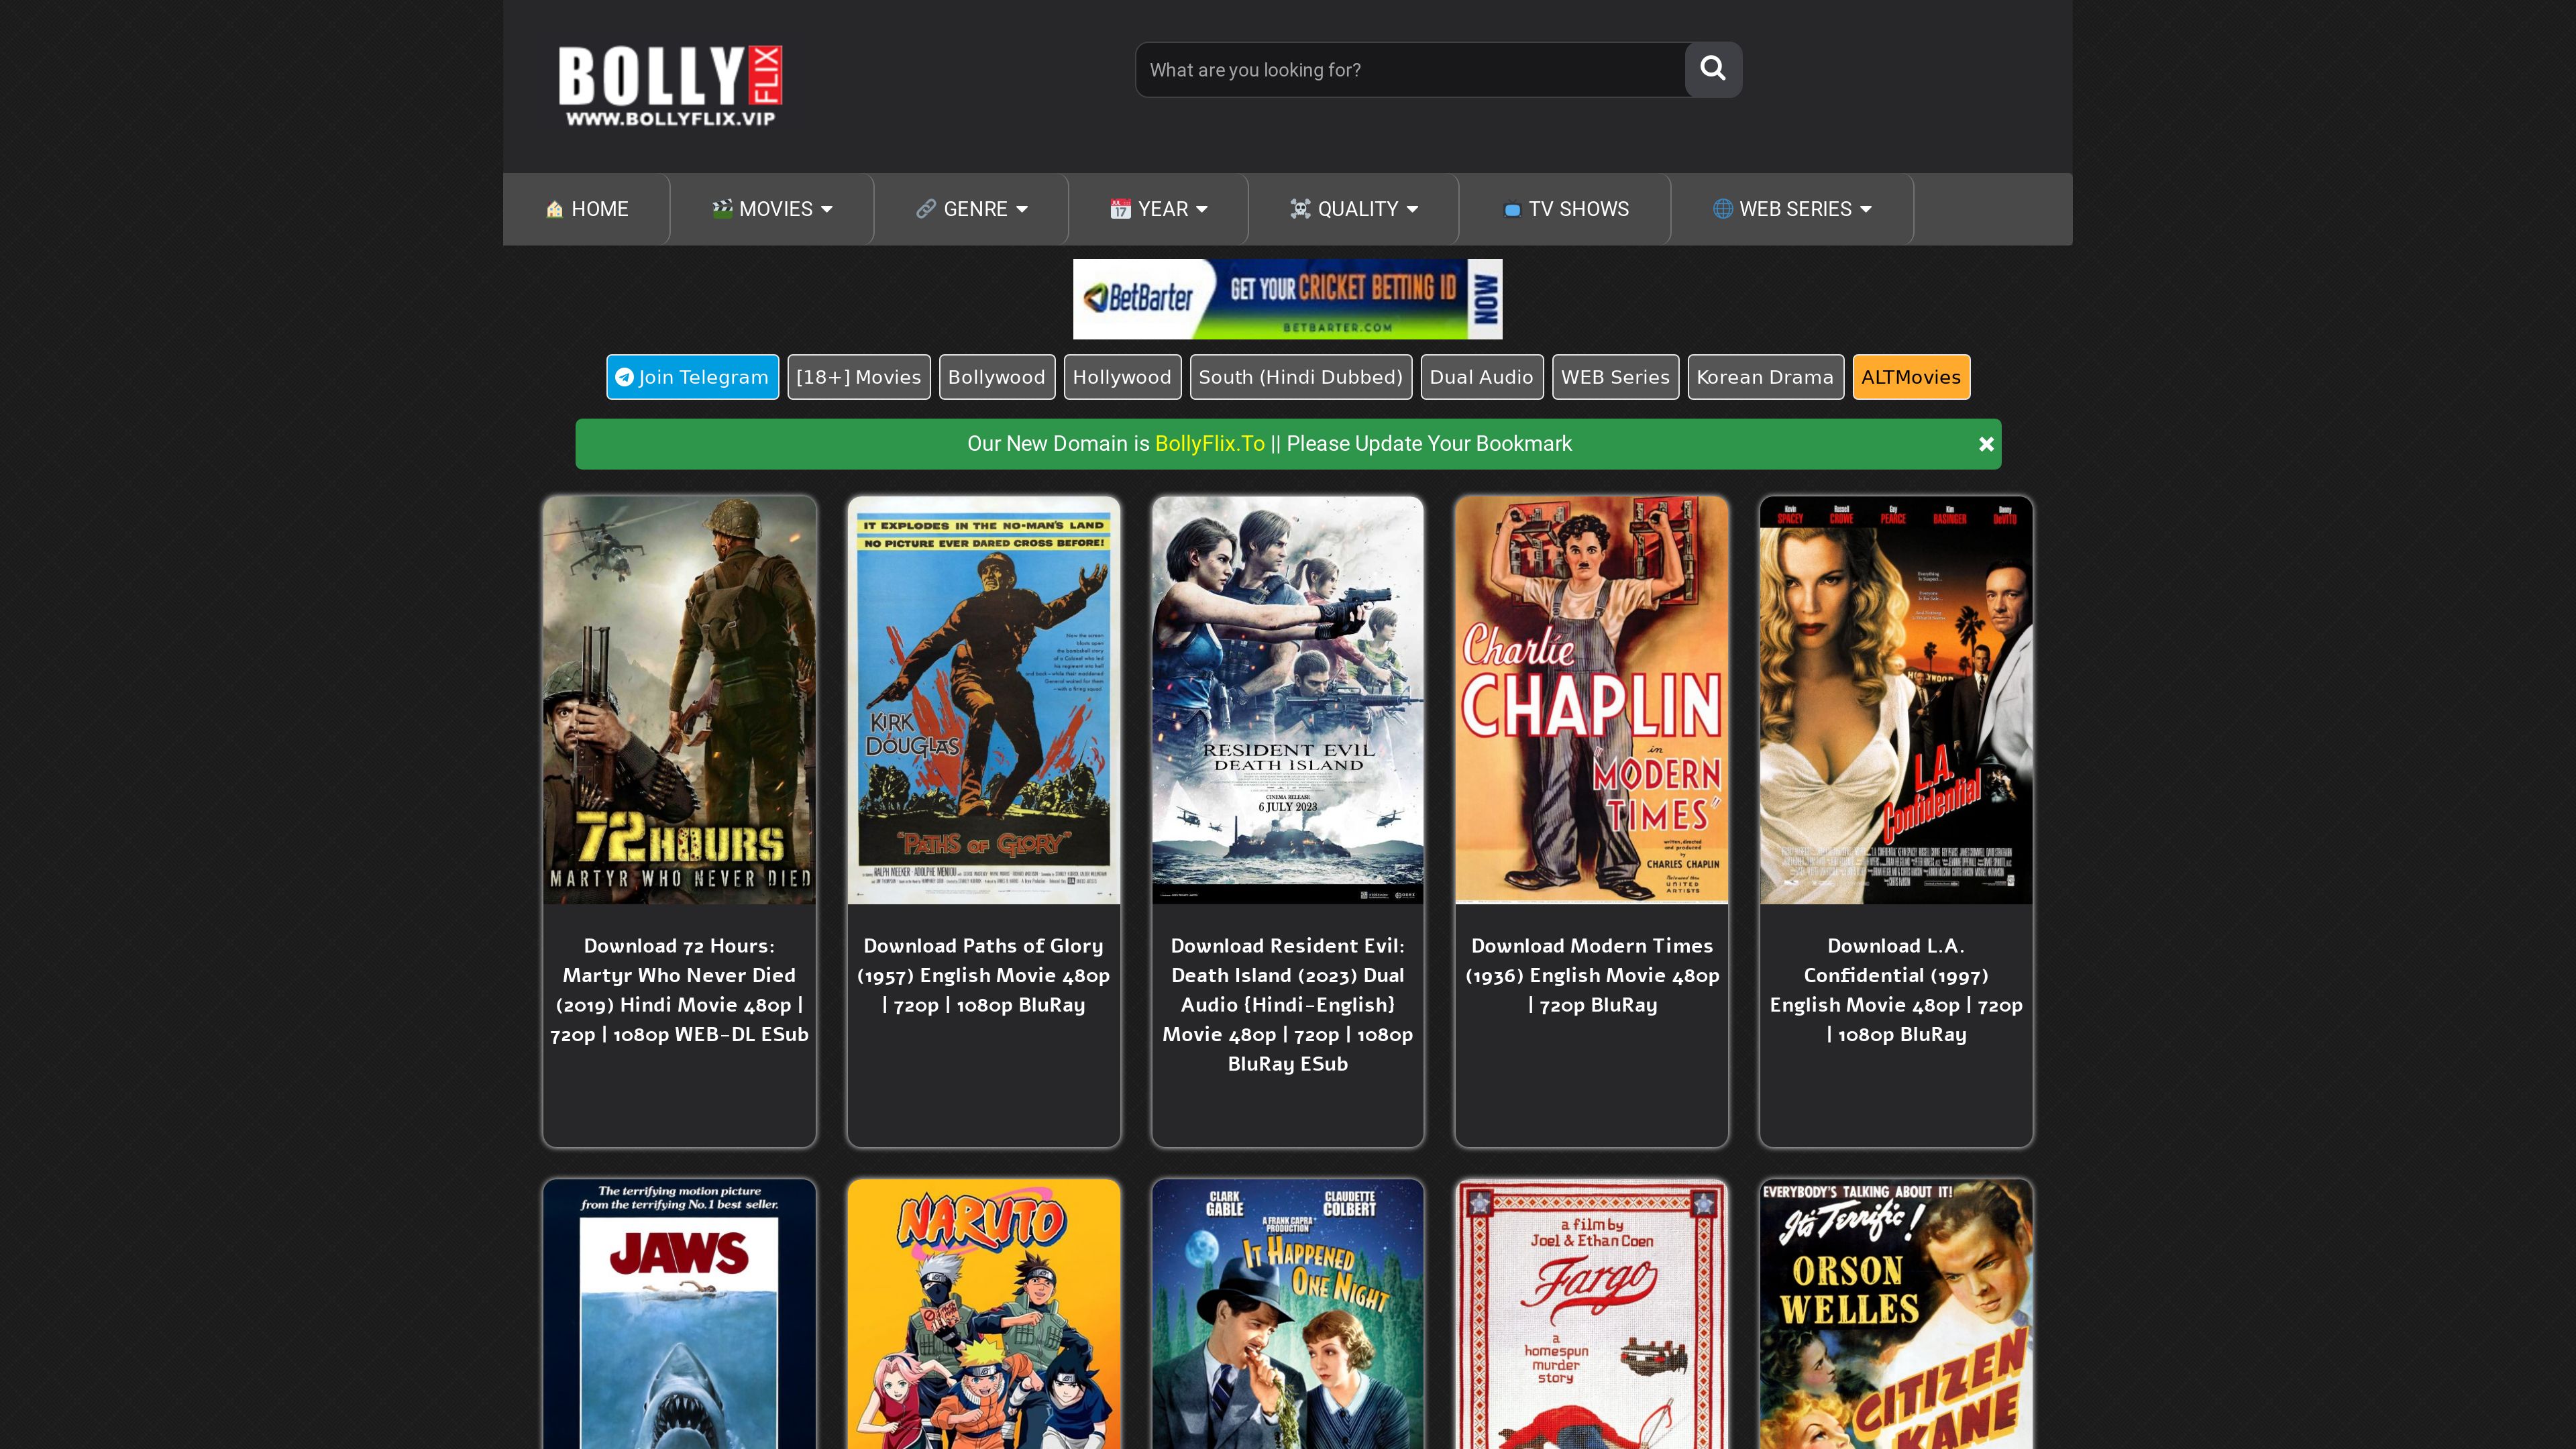 BOLLY FLIX
WWW.BOLLYFLIX.VIP
What are you looking for?
HOME
MOVIES
GENRE
YEAR
QUALITY
TV SHOWS
WEB SERIES
BetBarter
GET YOUR CRICKET BETTING ID
NOW
BETBARTER.COM
Join Telegram
[18+] Movies
Bollywood
Hollywood
South (Hindi Dubbed)
Dual Audio
WEB Series
Korean Drama
ALTMovies
Our New Domain is BollyFlix.To || Please Update Your Bookmark
72 HOURS
MARTYR WHO NEVER DIED
IT EXPLODES IN THE NO-MAN'S LAND
NO PICTURE EVER DARED CROSS BEFORE!
KIRK
DOUGLAS
"PATHS OF GLORY"
RALPH MEEKER · ADOLPHE MENJOU
RESIDENT EVIL
DEATH ISLAND
CINEMA RELEASE
6 JULY 2023
Charlie
CHAPLIN
in
"MODERN
TIMES"
written, directed
and produced
by
CHARLES CHAPLIN
UNITED
ARTISTS
Kevin SPACEY
Russell CROWE
Guy PEARCE
Kim BASINGER
Danny DeVITO
L.A.
Confidential
Download 72 Hours:
Martyr Who Never Died
(2019) Hindi Movie 480p |
720p | 1080p WEB-DL ESub
Download Paths of Glory
(1957) English Movie 480p
| 720p | 1080p BluRay
Download Resident Evil:
Death Island (2023) Dual
Audio {Hindi-English}
Movie 480p | 720p | 1080p
BluRay ESub
Download Modern Times
(1936) English Movie 480p
| 720p BluRay
Download L.A.
Confidential (1997)
English Movie 480p | 720p
| 1080p BluRay
The terrifying motion picture
from the terrifying No.1 best seller.
JAWS
NARUTO
CLARK
GABLE
CLAUDETTE
COLBERT
A FRANK CAPRA
PRODUCTION
IT HAPPENED
ONE NIGHT
a film by
Joel & Ethan Coen
Fargo
a
homespun
murder
story
EVERYBODY'S TALKING ABOUT IT!
It's Terrific!
ORSON
WELLES
CITIZEN
KANE